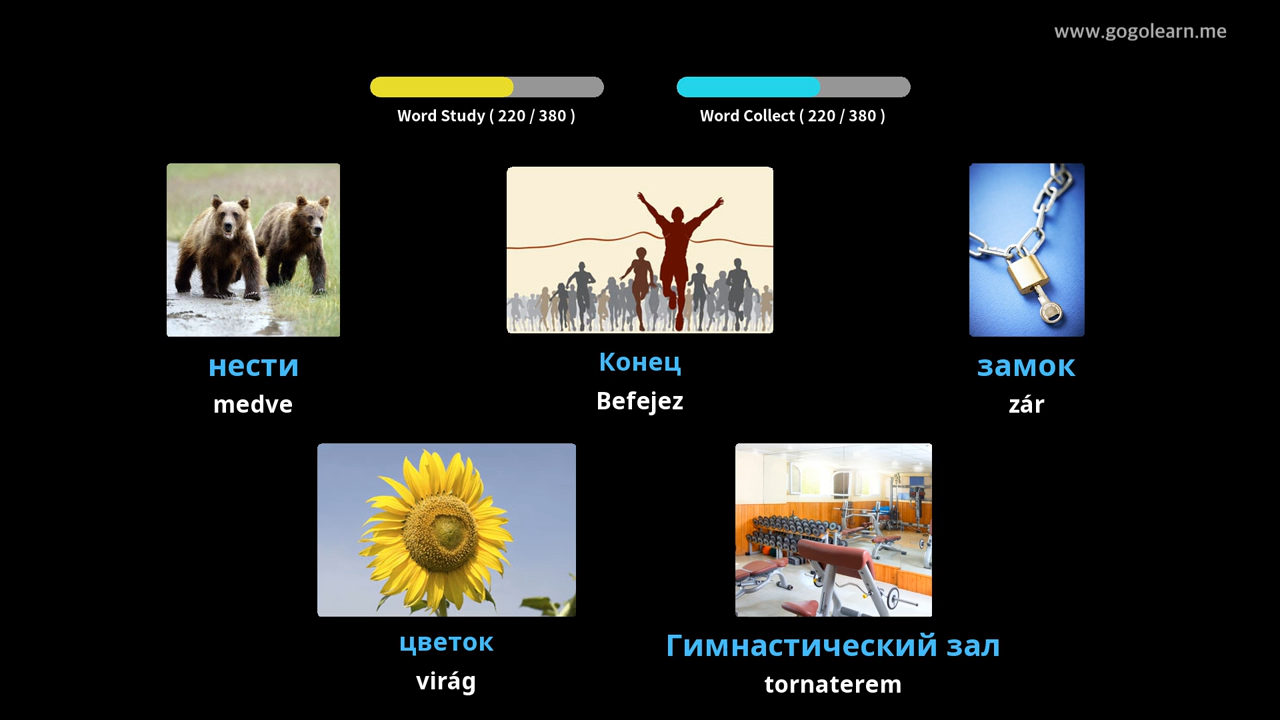 www.gogolearn.me
Word Study ( 220 / 380 )
Word Collect ( 220 / 380 )
нести
medve
Конец
Befejez
замок
zár
цветок
virág
Гимнастический зал
tornaterem